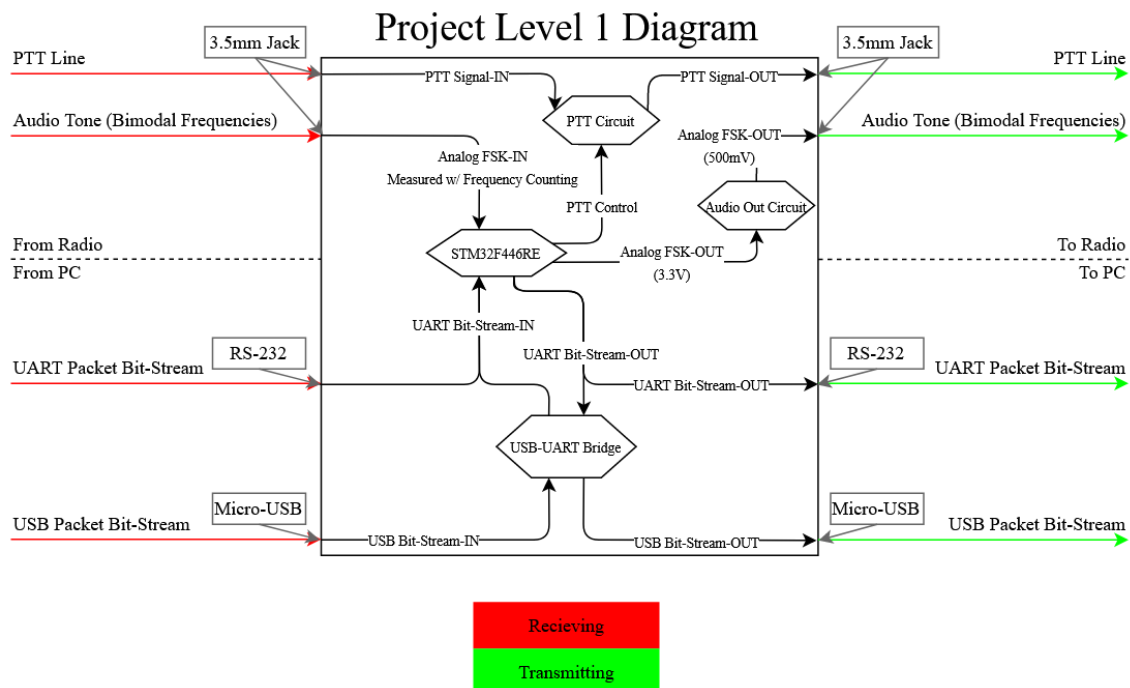 Project Level 1 Diagram
3.5mm Jack
3.5mm Jack
PTT Line
PTT Signal-IN
PTT Signal-OUT
PTT Line
Audio Tone (Bimodal Frequencies)
PTT Circuit
Analog FSK-OUT
(500mV)
Audio Tone (Bimodal Frequencies)
Analog FSK-IN
Measured w/ Frequency Counting
PTT Control
Audio Out Circuit
From Radio
From PC
STM32F446RE
Analog FSK-OUT
(3.3V)
To Radio
To PC
UART Bit-Stream-IN
RS-232
UART Bit-Stream-OUT
RS-232
UART Packet Bit-Stream
UART Bit-Stream-OUT
UART Packet Bit-Stream
USB-UART Bridge
Micro-USB
Micro-USB
USB Packet Bit-Stream
USB Bit-Stream-IN
USB Bit-Stream-OUT
USB Packet Bit-Stream
Recieving
Transmitting